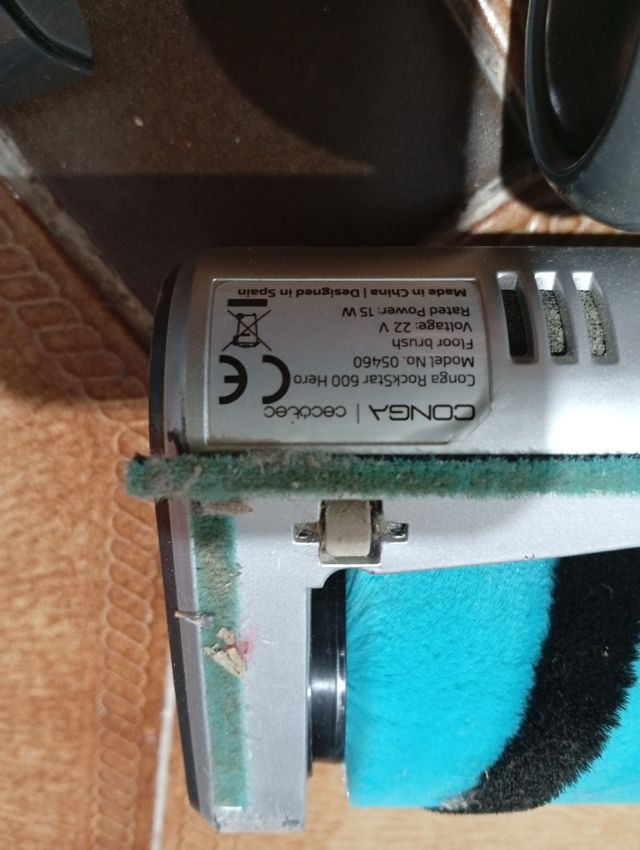 CONGA | cecotec
Conga RockStar 600 Hero
Model No. 05460
Floor brush
Voltage: 22 V
Rated Power: 15 W
Made in China | Designed in Spain
CE